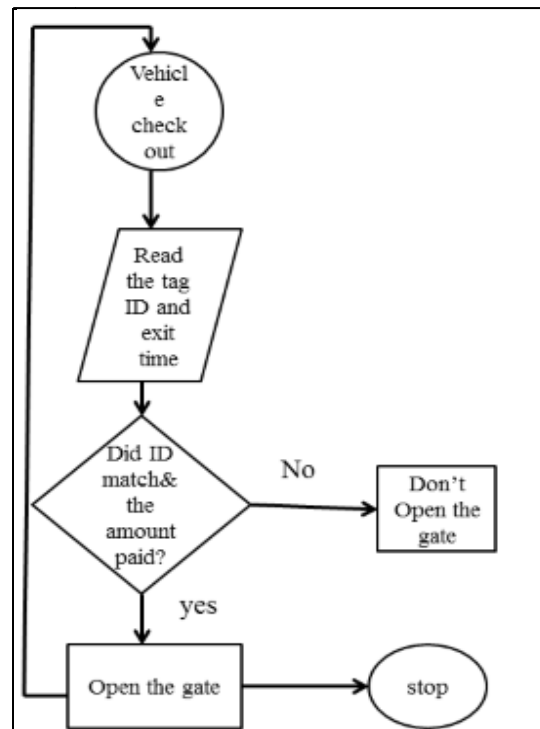 Vehicl
e
check
out
Read
the tag
ID and
exit
time
Did ID
match&
the
amount
paid?
No
Don't
Open the
gate
yes
Open the gate
stop